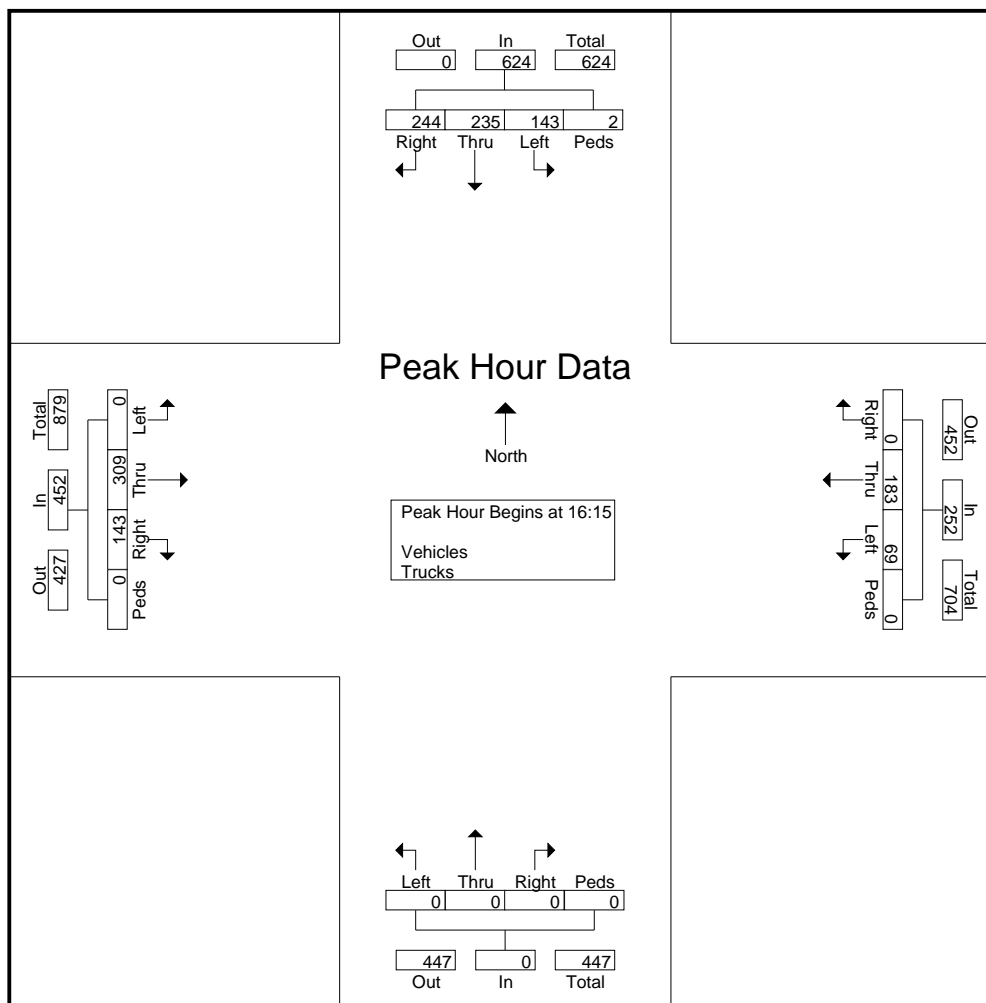 Out In Total
0 624 624
244 235 143 2
Right Thru Left Peds
Peak Hour Data
North
Peak Hour Begins at 16:15
Vehicles
Trucks
Total In Out
879 452 427
0 309 143 0
Left Thru Right Peds
Out In Total
452 252 704
0 183 69 0
Right Thru Left Peds
Left Thru Right Peds
0 0 0 0
447 0 447
Out In Total